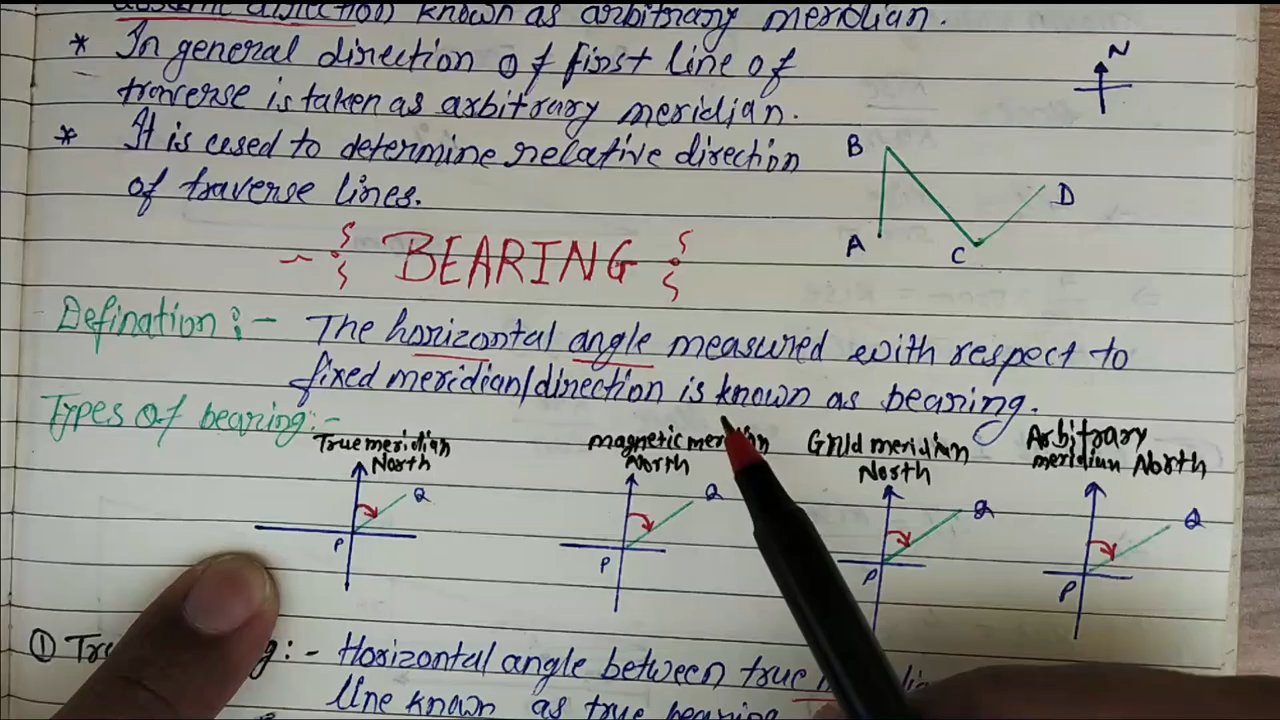 known as arbitrary meridian.
* In general direction of first line of
traverse is taken as arbitrary meridian.
* It is used to determine relative direction
of traverse lines.
N
B
D
A
C
BEARING
Defination :- The horizontal angle measured with respect to
fixed meridian/direction is known as bearing.
Types of bearing:-
True meridian North
magnetic North
Grid meridian North
Arbitrary meridian North
Q
P
Q
P
Q
P
Q
P
① :- Horizontal angle between true
line known as true bearing